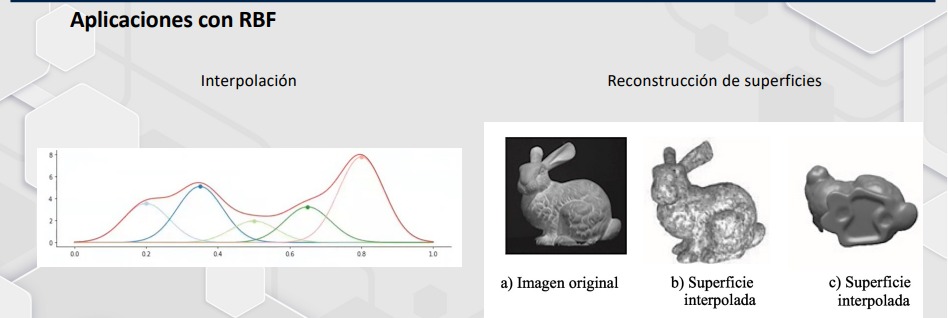 Aplicaciones con RBF
Interpolación
Reconstrucción de superficies
8
6
4
2
0
0.0 0.2 0.4 0.6 0.8 1.0
a) Imagen original
b) Superficie
interpolada
c) Superficie
interpolada